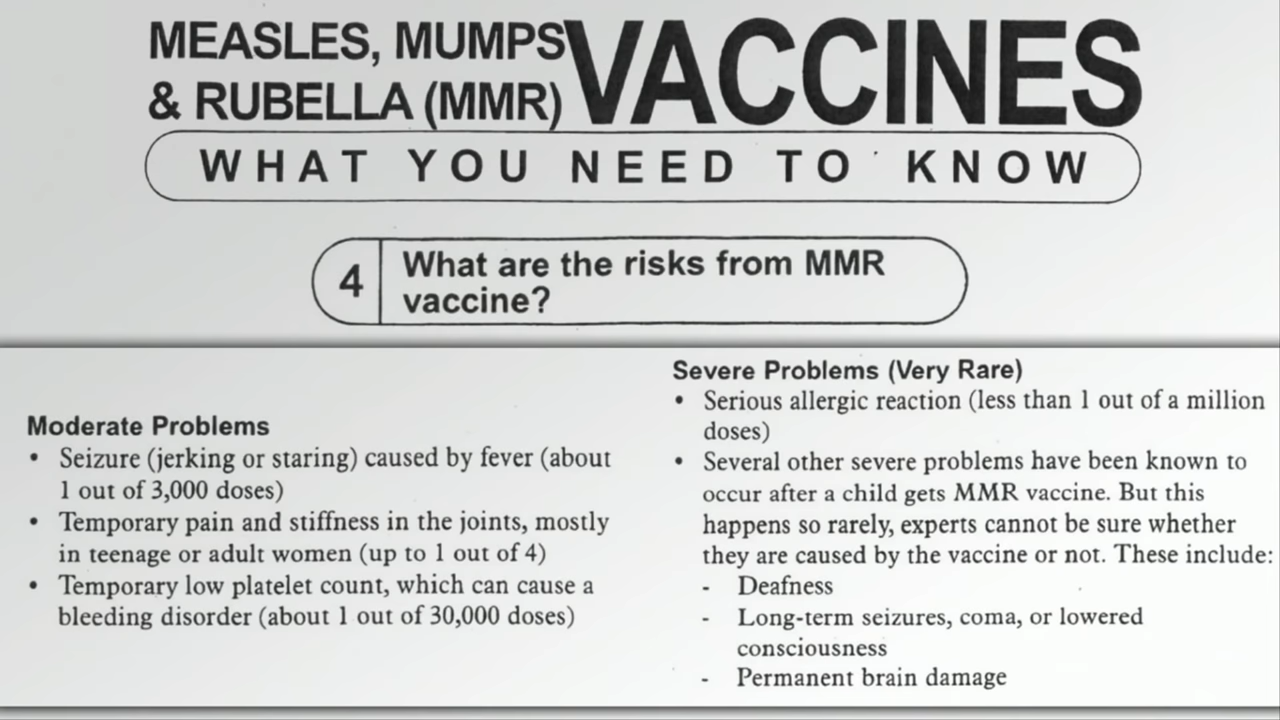 MEASLES, MUMPS
& RUBELLA (MMR)
VACCINES
WHAT YOU NEED TO KNOW
4
What are the risks from MMR
vaccine?
Moderate Problems
• Seizure (jerking or staring) caused by fever (about
1 out of 3,000 doses)
• Temporary pain and stiffness in the joints, mostly
in teenage or adult women (up to 1 out of 4)
• Temporary low platelet count, which can cause a
bleeding disorder (about 1 out of 30,000 doses)
Severe Problems (Very Rare)
• Serious allergic reaction (less than 1 out of a million
doses)
• Several other severe problems have been known to
occur after a child gets MMR vaccine. But this
happens so rarely, experts cannot be sure whether
they are caused by the vaccine or not. These include:
- Deafness
- Long-term seizures, coma, or lowered
consciousness
- Permanent brain damage